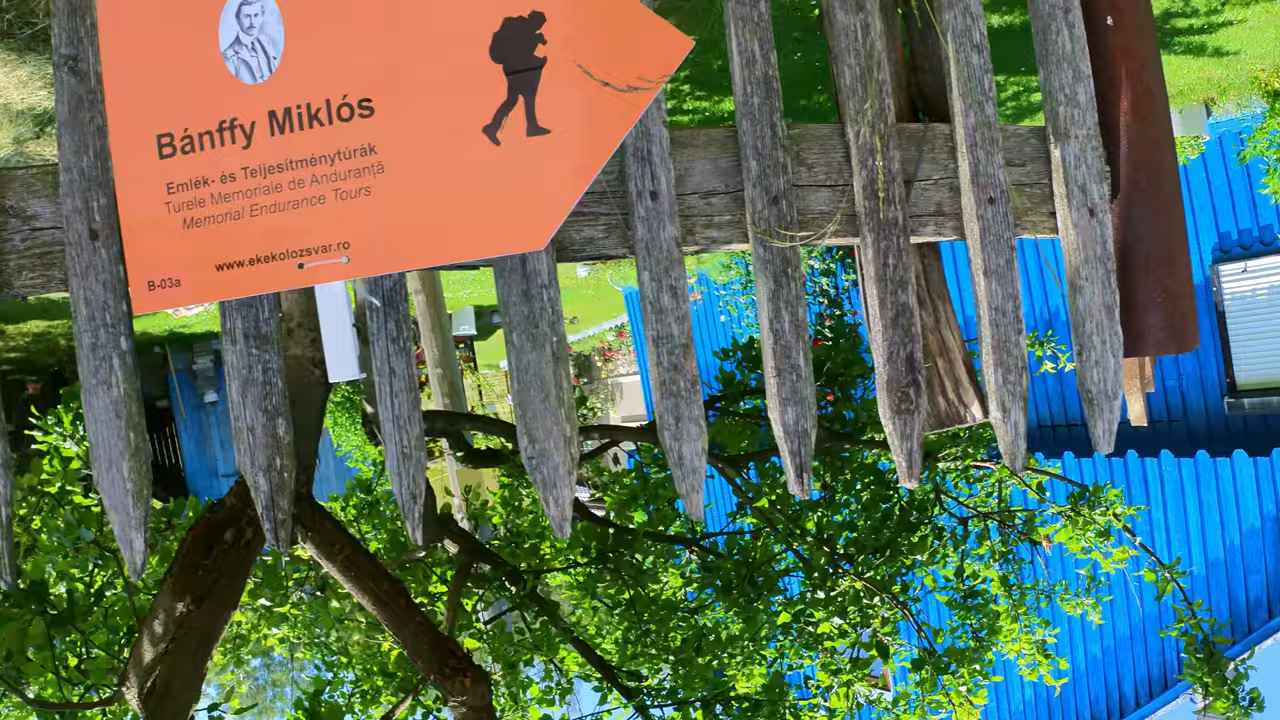 Bánffy Miklós
Emlék- és Teljesítménytúrák
Turele Memoriale de Anduranță
Memorial Endurance Tours
www.ekekolozsvar.ro
B-03a